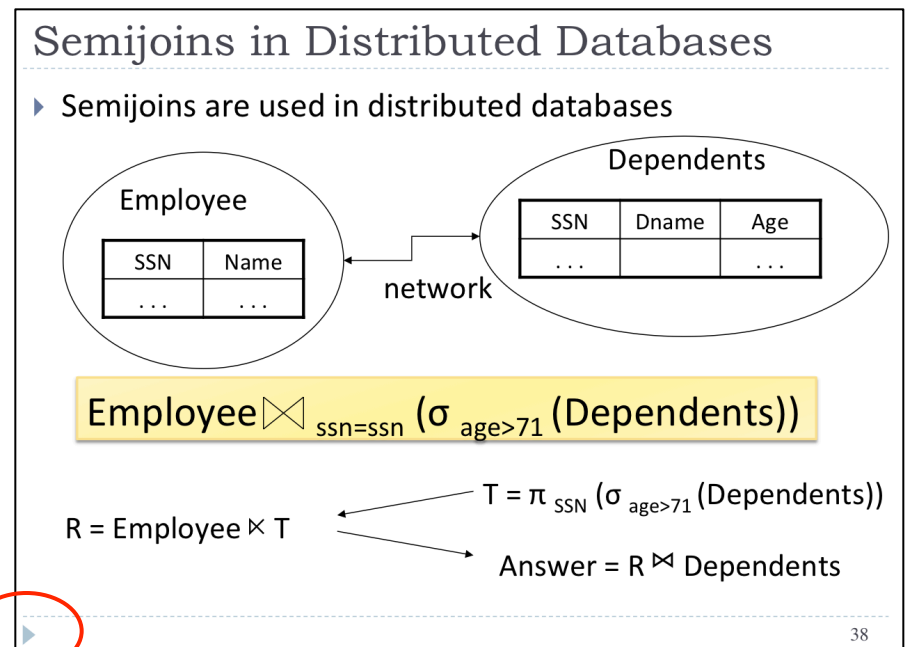 Semijoins in Distributed Databases
Semijoins are used in distributed databases
Employee
Dependents
SSN Name
... ...
SSN Dname Age
... ...
network
Employee ⋈ ssn=ssn (σ age>71 (Dependents))
T = π SSN (σ age>71 (Dependents))
R = Employee ⋉ T
Answer = R ⋈ Dependents
38